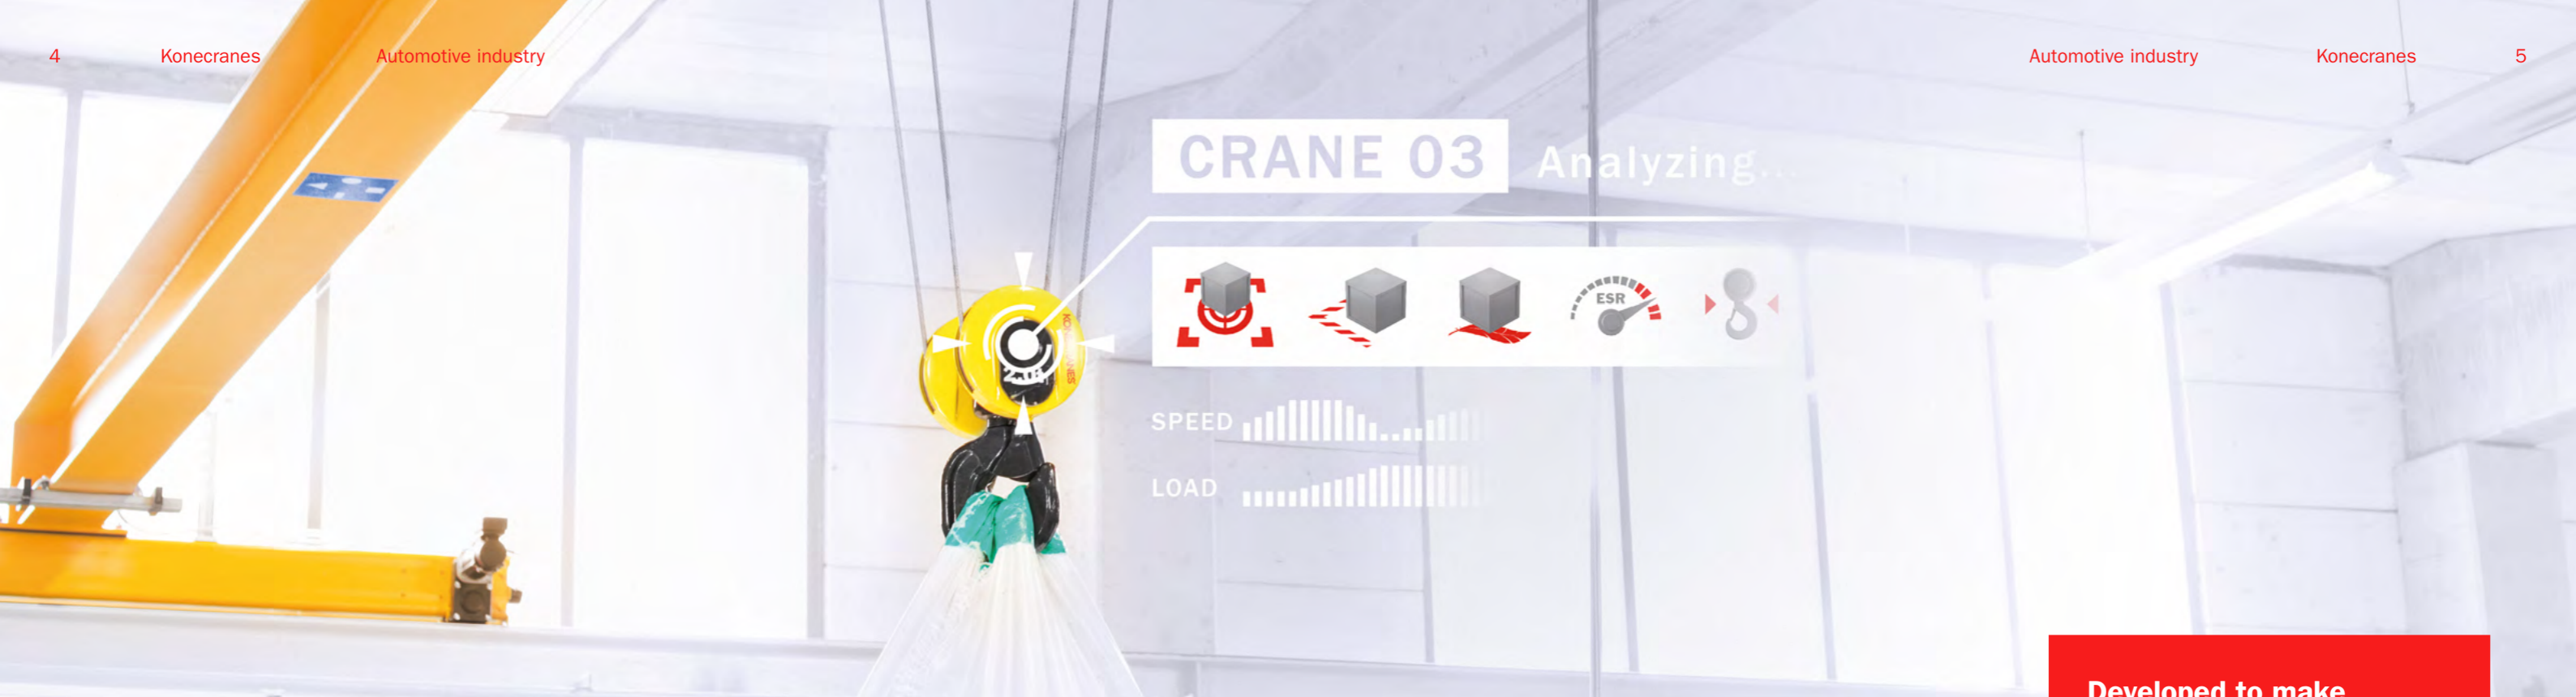 4 Konecranes Automotive industry
Automotive industry Konecranes 5
CRANE 03 Analyzing...
ESR
SPEED
LOAD
Developed to make